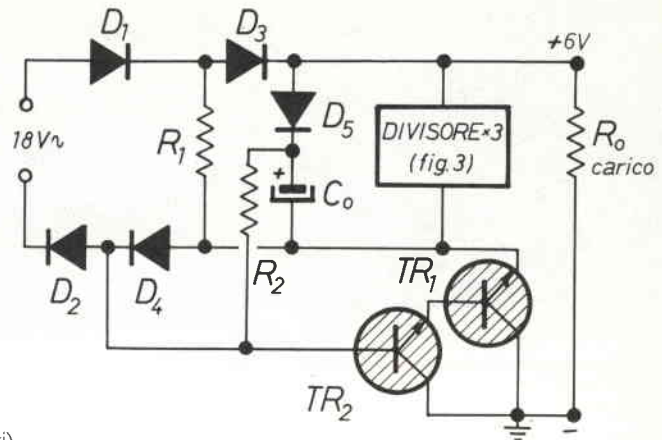 D1
D3
+6V
18V~
R1
D5
DIVISORE×3
(fig.3)
Ro
carico
+
Co
D2
D4
R2
TR1
TR2
-